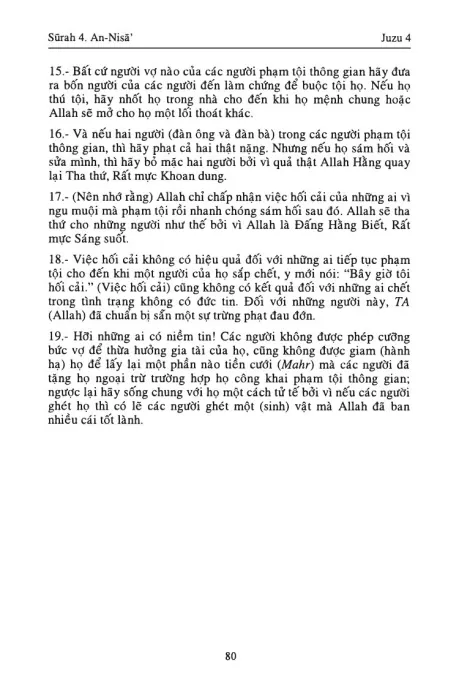 Sūrah 4. An-Nisā’ Juzu 4
15.- Bất cứ người vợ nào của các người phạm tội thông gian hãy đưa
ra bốn người của các người đến làm chứng để buộc tội họ. Nếu họ
thú tội, hãy nhốt họ trong nhà cho đến khi họ mệnh chung hoặc
Allah sẽ mở cho họ một lối thoát khác.
16.- Và nếu hai người (đàn ông và đàn bà) trong các người phạm tội
thông gian, thì hãy phạt cả hai thật nặng. Nhưng nếu họ sám hối và
sửa mình, thì hãy bỏ mặc hai người bởi vì quả thật Allah Hằng quay
lại Tha thứ, Rất mực Khoan dung.
17.- (Nên nhớ rằng) Allah chỉ chấp nhận việc hối cải của những ai vì
ngu muội mà phạm tội rồi nhanh chóng sám hối sau đó. Allah sẽ tha
thứ cho những người như thế bởi vì Allah là Đấng Hằng Biết, Rất
mực Sáng suốt.
18.- Việc hối cải không có hiệu quả đối với những ai tiếp tục phạm
tội cho đến khi một người của họ sắp chết, y mới nói: “Bây giờ tôi
hối cải.” (Việc hối cải) cũng không có kết quả đối với những ai chết
trong tình trạng không có đức tin. Đối với những người này, TA
(Allah) đã chuẩn bị sẵn một sự trừng phạt đau đớn.
19.- Hỡi những ai có niềm tin! Các người không được phép cưỡng
bức vợ để thừa hưởng gia tài của họ, cũng không được giam (hành
hạ) họ để lấy lại một phần nào tiền cưới (Mahr) mà các người đã
tặng họ ngoại trừ trường hợp họ công khai phạm tội thông gian;
ngược lại hãy sống chung với họ một cách tử tế bởi vì nếu các người
ghét họ thì có lẽ các người ghét một (sinh) vật mà Allah đã ban
nhiều cái tốt lành.
80